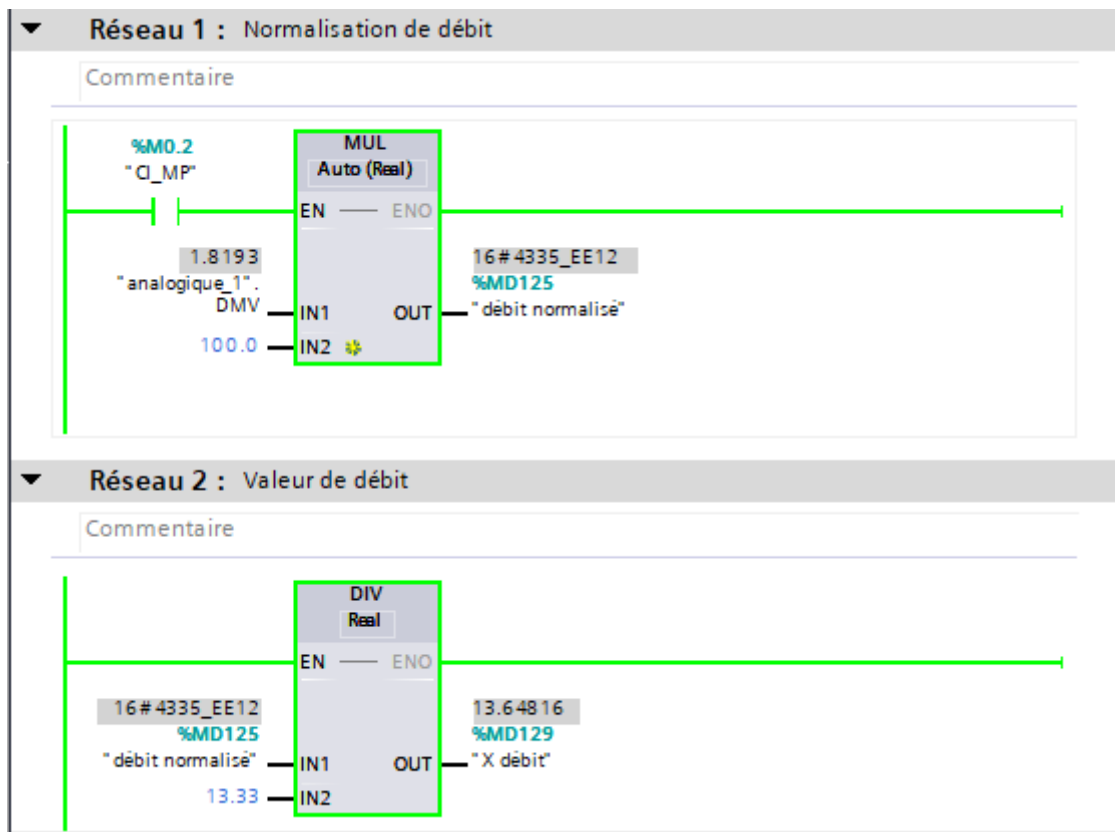 Réseau 1 : Normalisation de débit
Commentaire
%M0.2
"CI_MP"
MUL
Auto (Real)
EN ENO
1.8193
"analogique_1".
DMV
IN1
100.0
IN2
OUT
16#4335_EE12
%MD125
"débit normalisé"
Réseau 2 : Valeur de débit
Commentaire
DIV
Real
EN ENO
16#4335_EE12
%MD125
"débit normalisé"
IN1
13.33
IN2
OUT
13.64816
%MD129
"X débit"